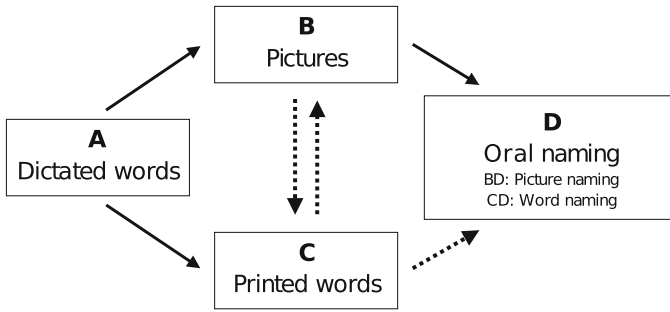 B
Pictures
A
Dictated words
D
Oral naming
BD: Picture naming
CD: Word naming
C
Printed words